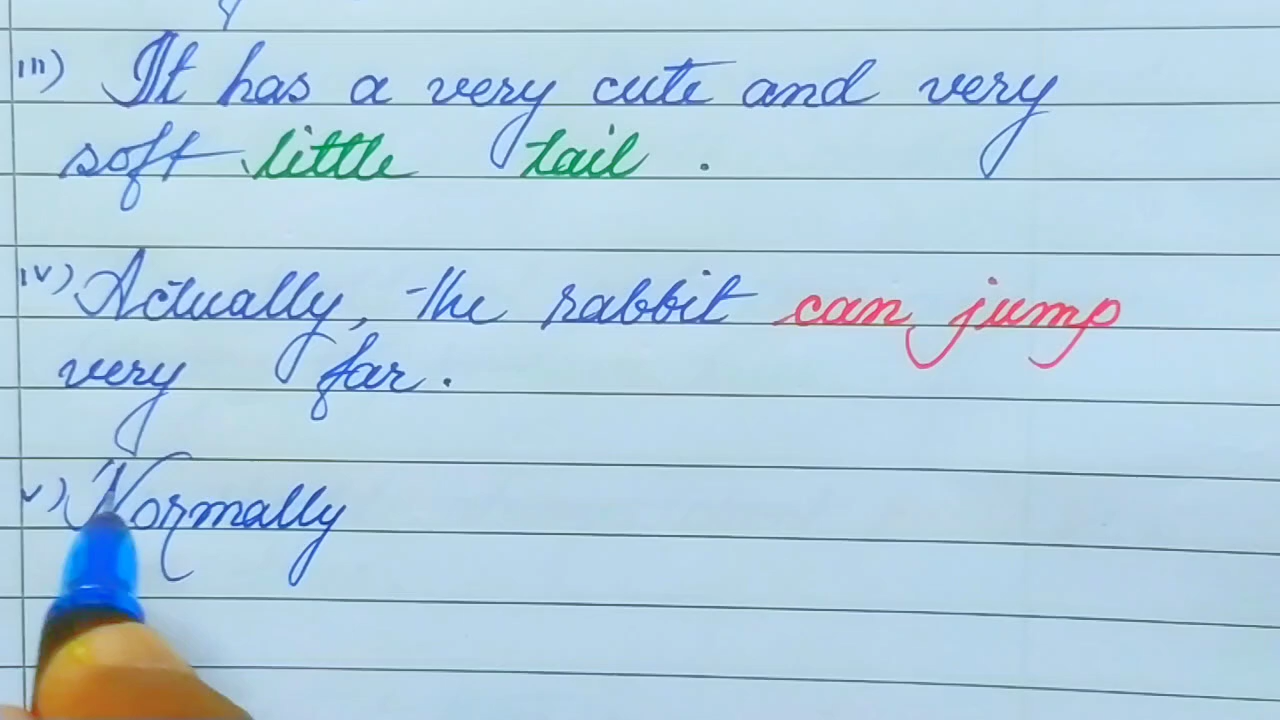 iii) It has a very cute and very
soft little tail .
iv) Actually, the rabbit can jump
very far.
v) Normally